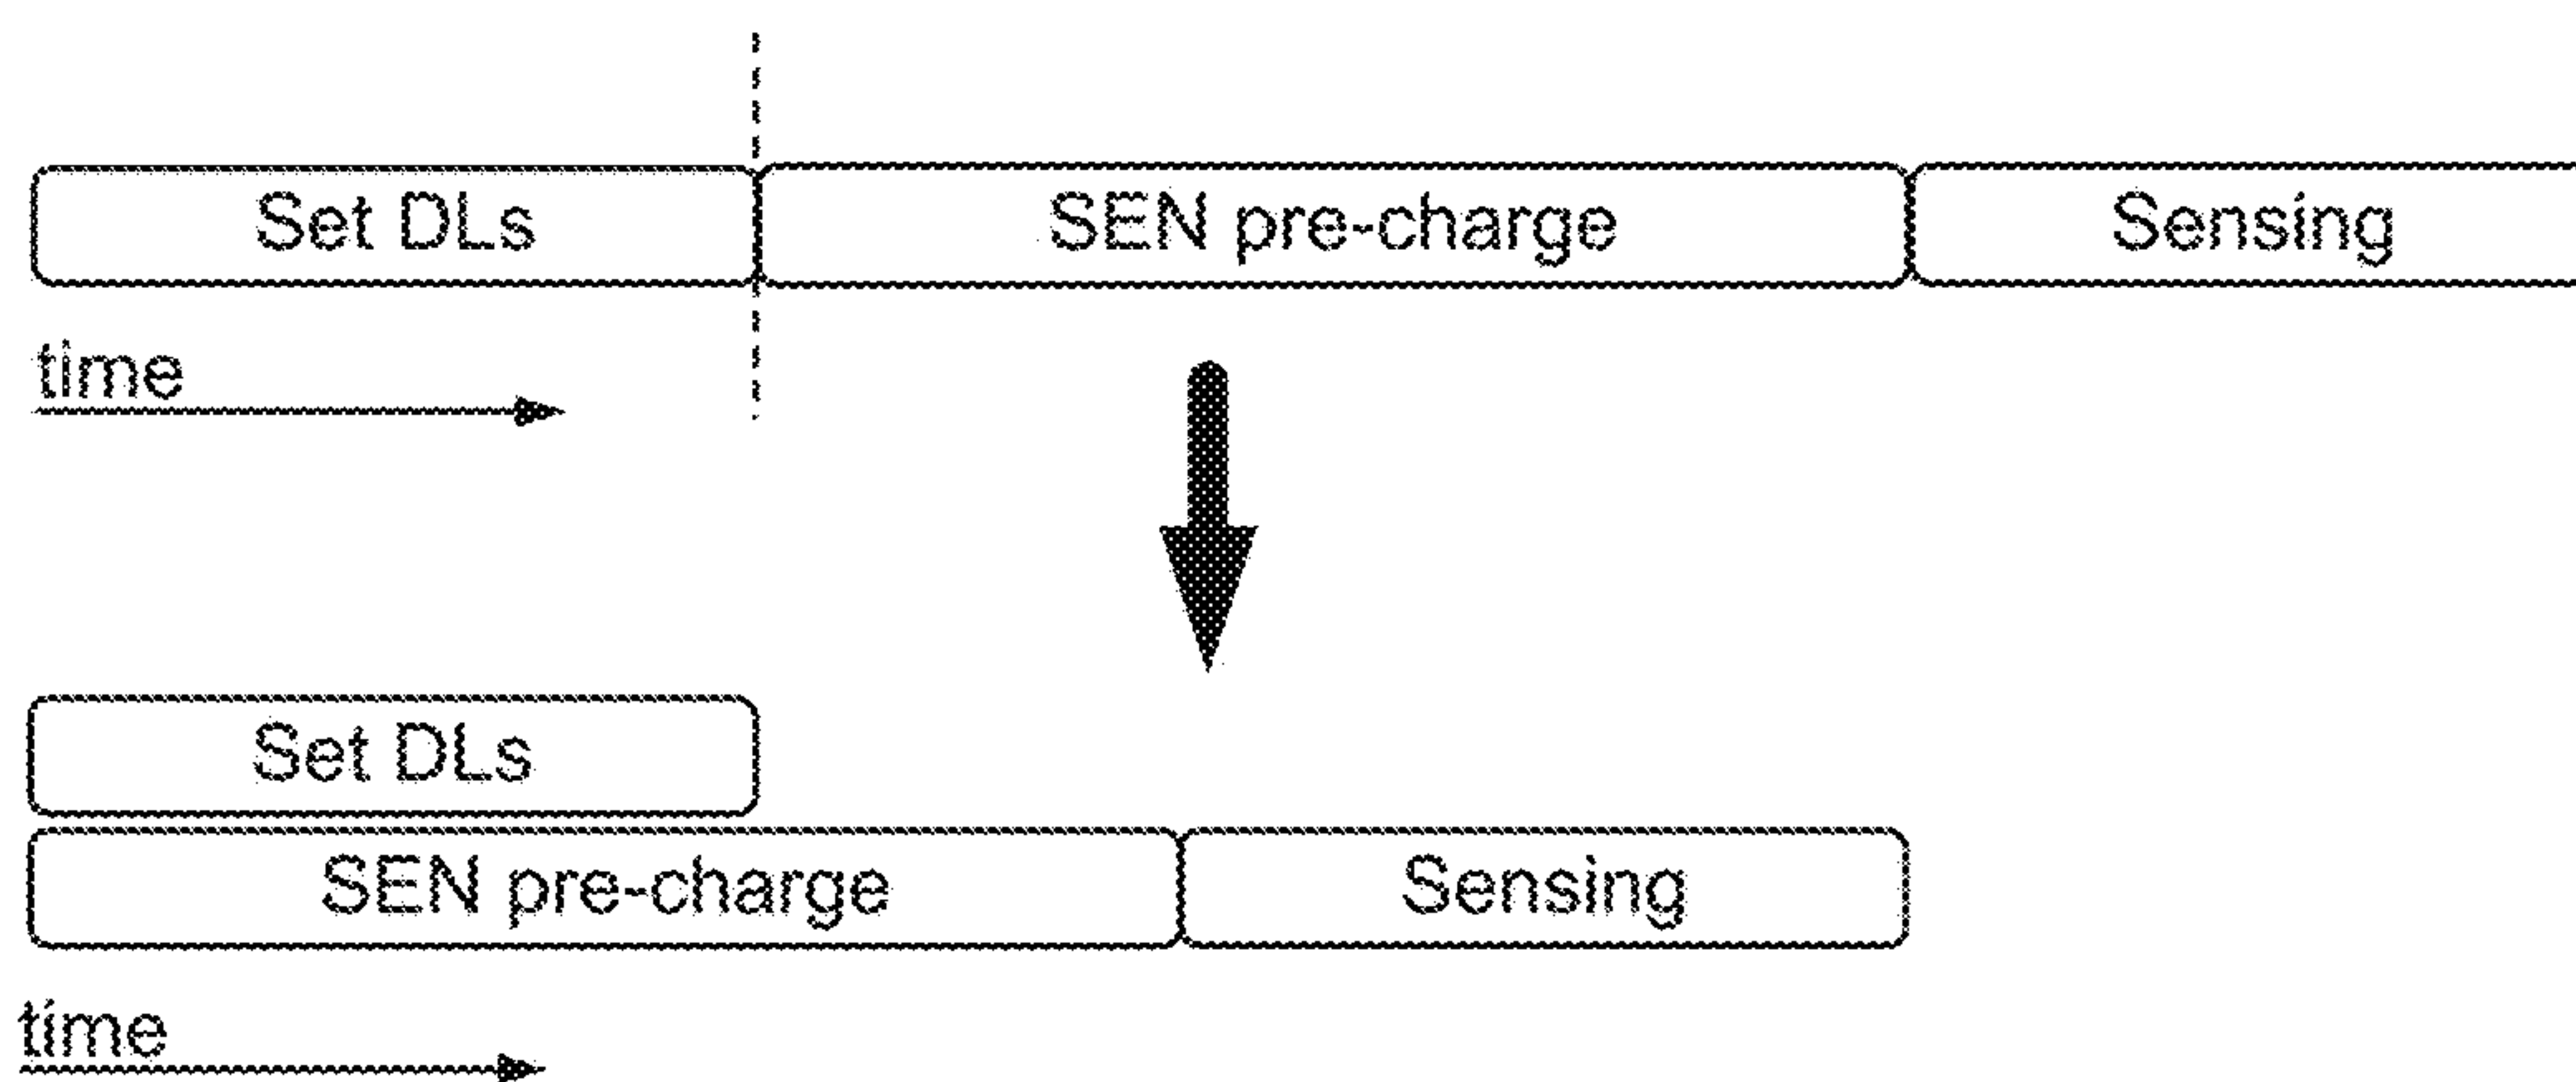 Set DLs SEN pre-charge Sensing
time
Set DLs
SEN pre-charge Sensing
time